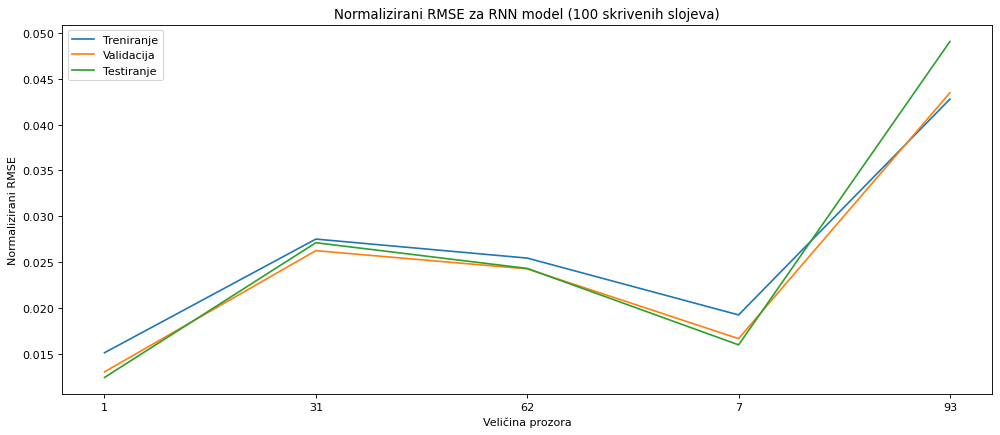 Normalizirani RMSE za RNN model (100 skrivenih slojeva)
Treniranje
Validacija
Testiranje
Normalizirani RMSE
0.050
0.045
0.040
0.035
0.030
0.025
0.020
0.015
1
31
62
7
93
Veličina prozora